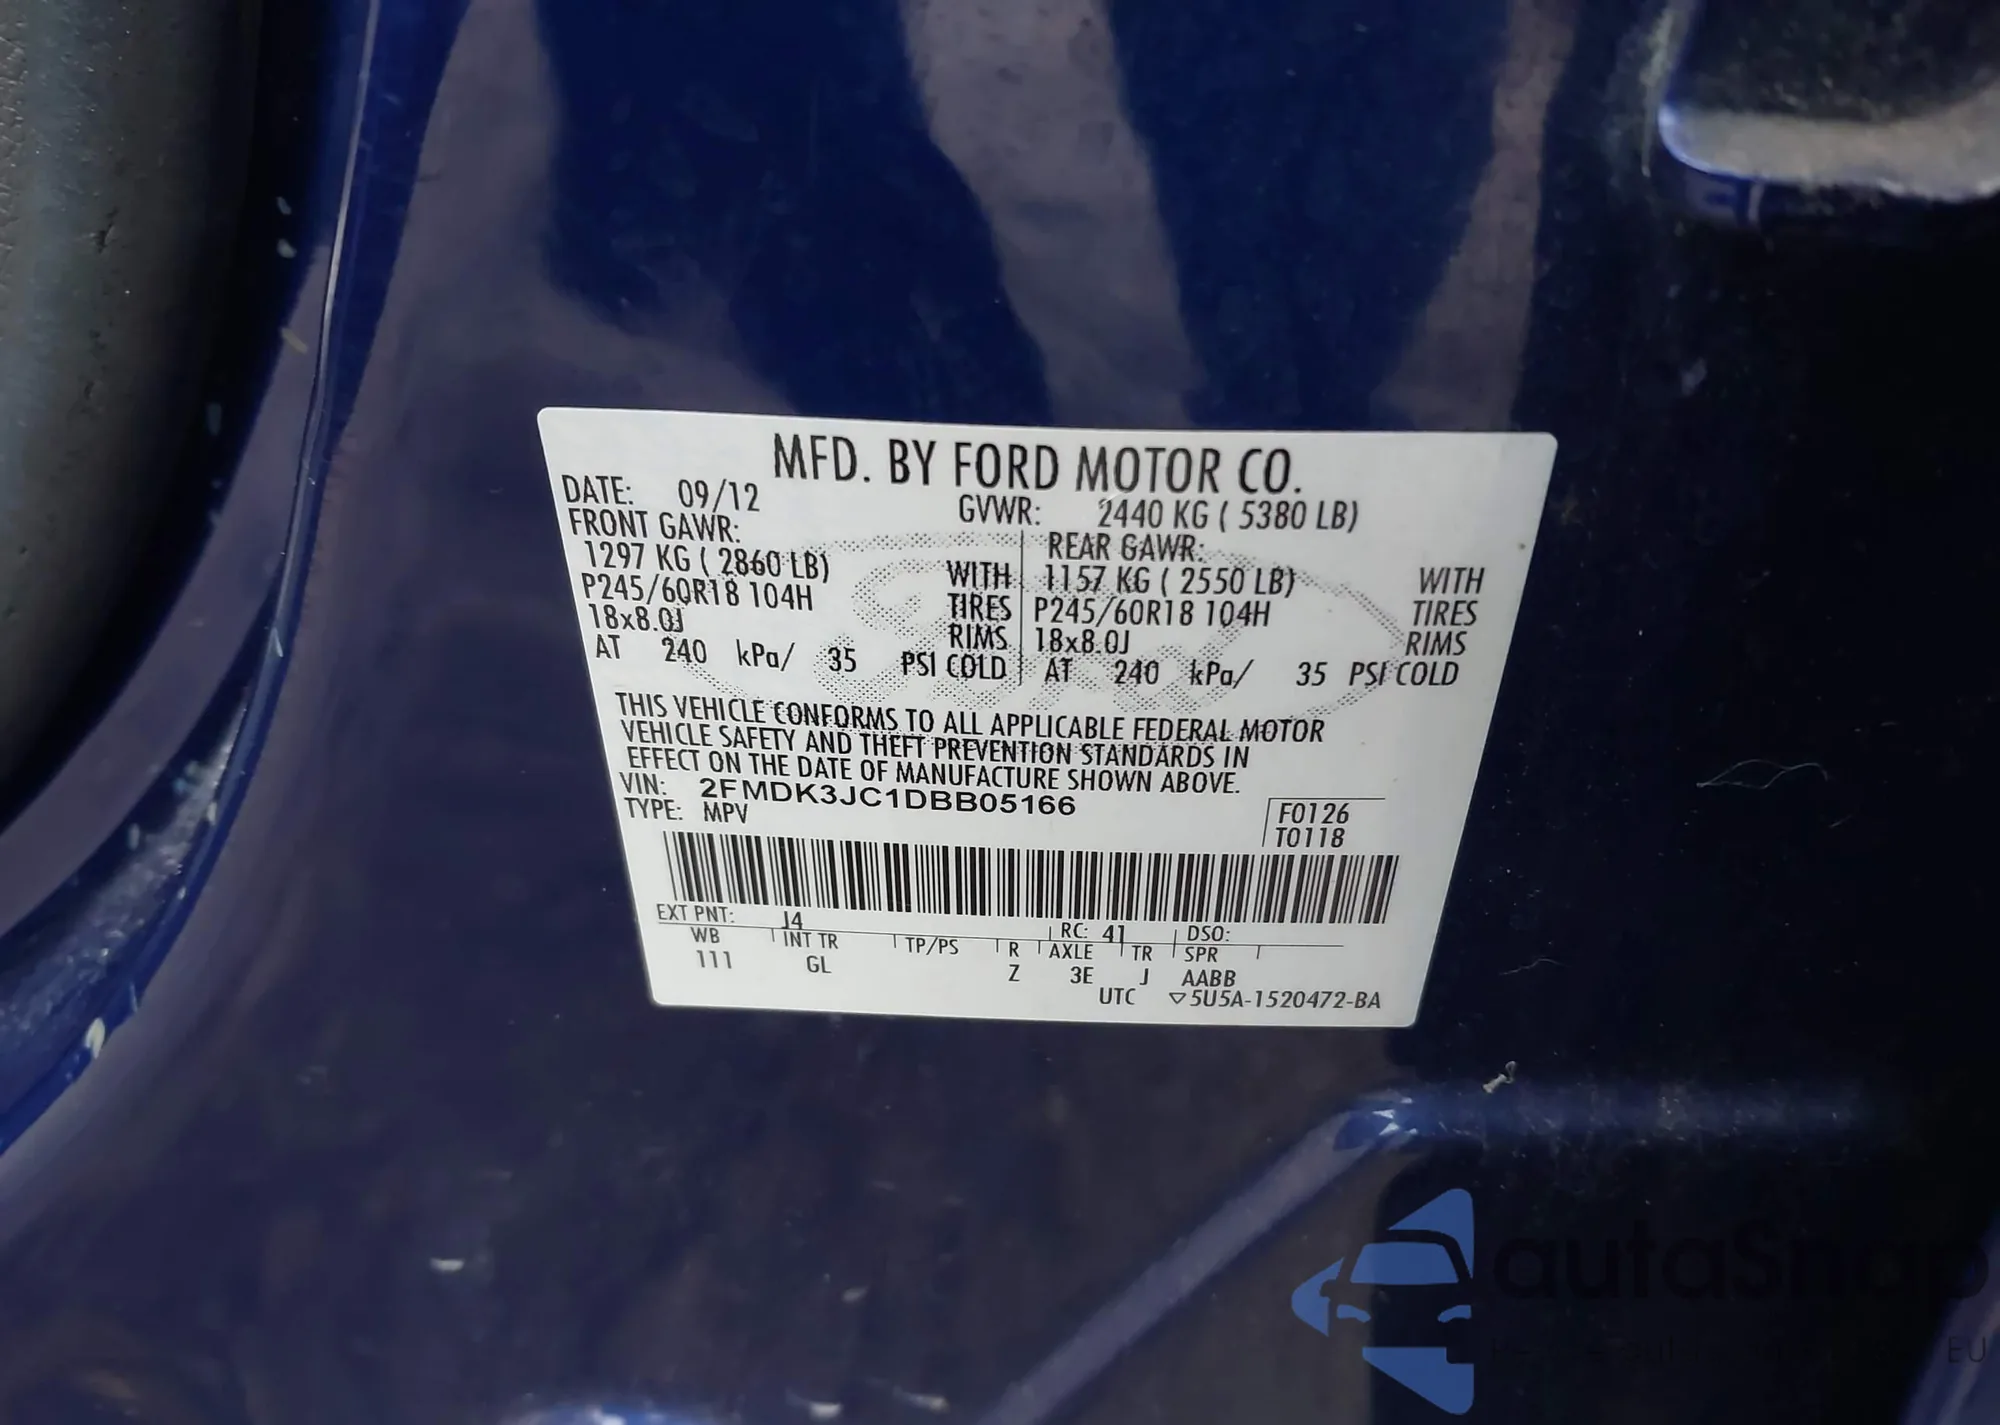 MFD. BY FORD MOTOR CO.
DATE: 09/12 GVWR: 2440 KG ( 5380 LB)
FRONT GAWR: REAR GAWR:
1297 KG ( 2860 LB) WITH 1157 KG ( 2550 LB) WITH
P245/60R18 104H TIRES P245/60R18 104H TIRES
18x8.0J RIMS 18x8.0J RIMS
AT 240 kPa/ 35 PSI COLD AT 240 kPa/ 35 PSI COLD
THIS VEHICLE CONFORMS TO ALL APPLICABLE FEDERAL MOTOR
VEHICLE SAFETY AND THEFT PREVENTION STANDARDS IN
EFFECT ON THE DATE OF MANUFACTURE SHOWN ABOVE.
VIN: 2FMDK3JC1DBB05166
TYPE: MPV
F0126
T0118
EXT PNT: J4 RC: 41 DSO:
WB INT TR TP/PS R AXLE TR SPR
111 GL Z 3E J AABB
UTC ▽5U5A-1520472-BA
Ford
autoSnap
EU